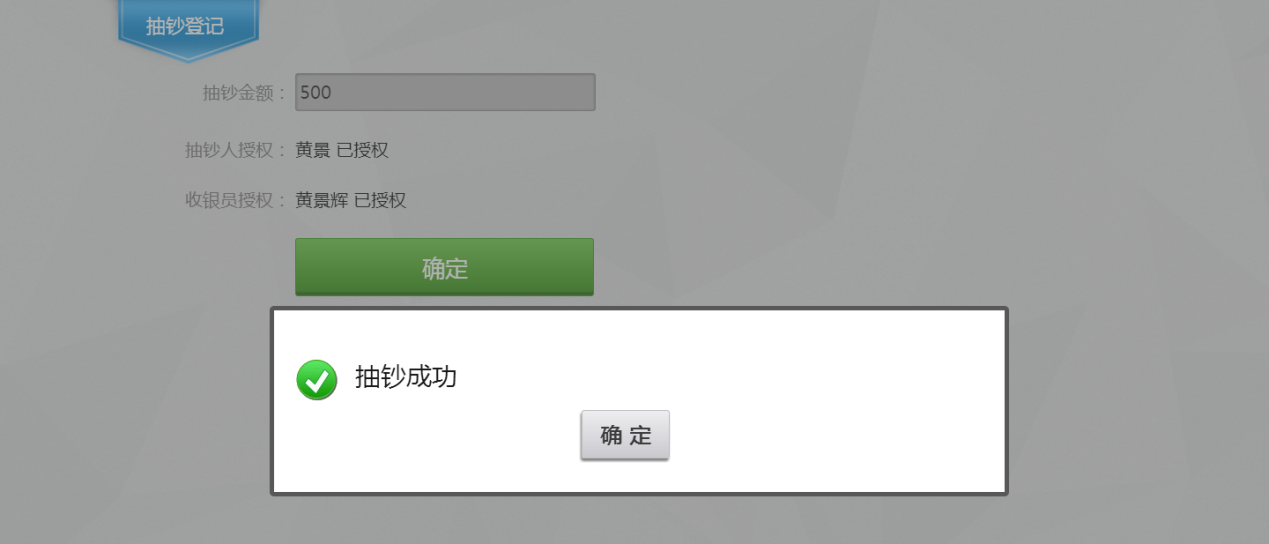 抽钞登记
抽钞金额： 500
抽钞人授权： 黄景 已授权
收银员授权： 黄景辉 已授权
确定
抽钞成功
确 定